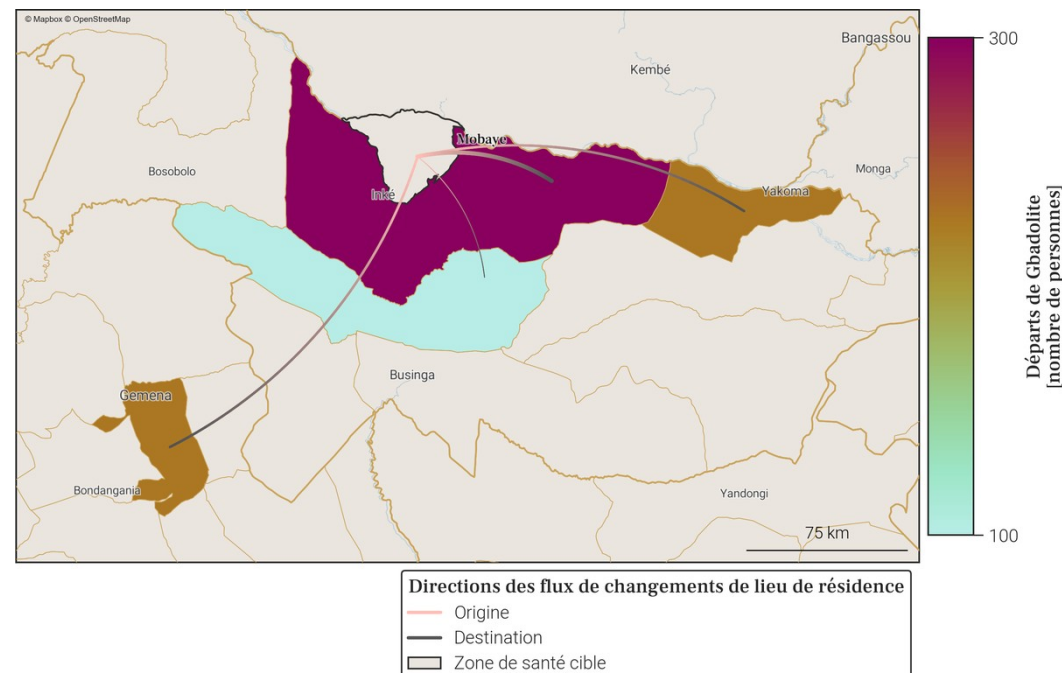 © Mapbox © OpenStreetMap
Bangassou
Kembé
Mobaye
Bosobolo
Monga
Yakoma
Inké
Businga
Gemena
Bondangania
Yandongi
75 km
300
100
Départs de Gbadolite
[nombre de personnes]
Directions des flux de changements de lieu de résidence
Origine
Destination
Zone de santé cible